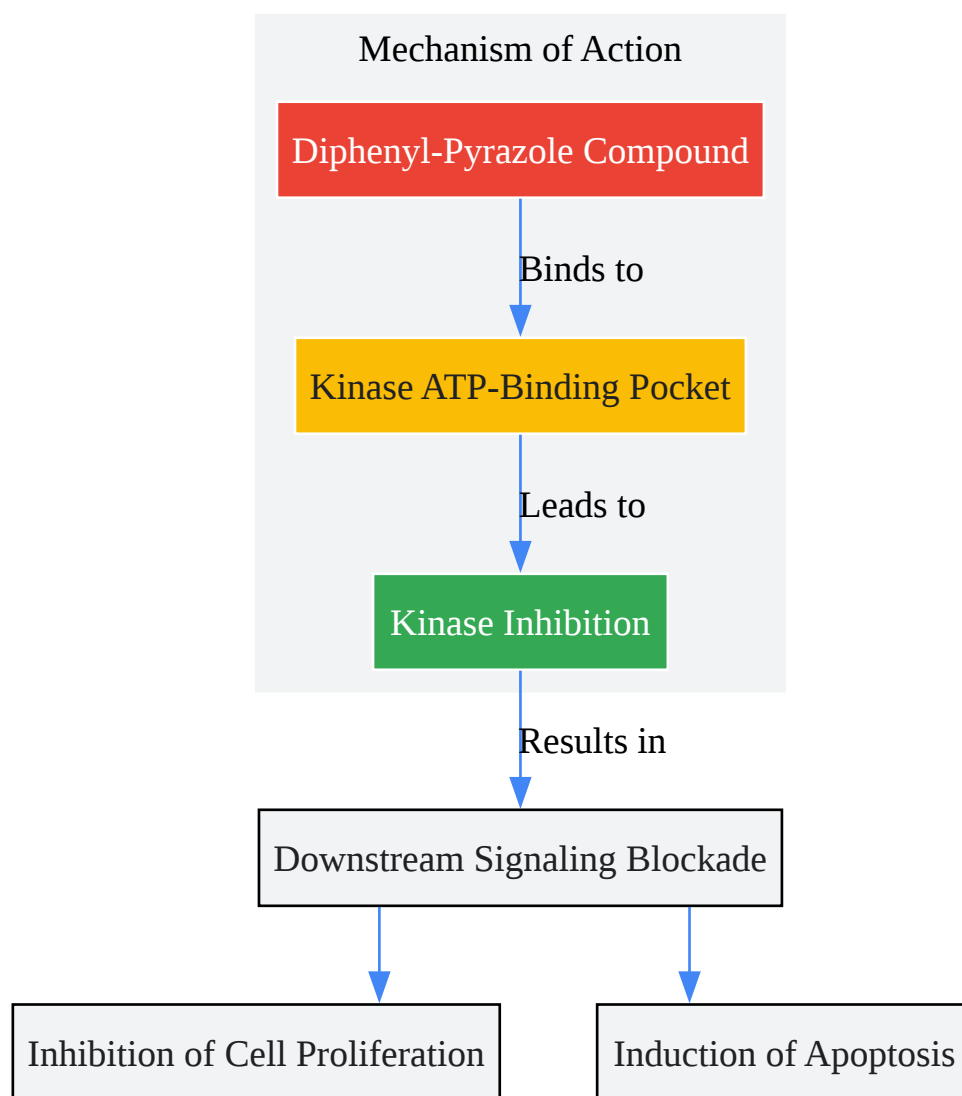 Mechanism of Action
Diphenyl-Pyrazole Compound
Binds to
Kinase ATP-Binding Pocket
Leads to
Kinase Inhibition
Results in
Downstream Signaling Blockade
Inhibition of Cell Proliferation
Induction of Apoptosis